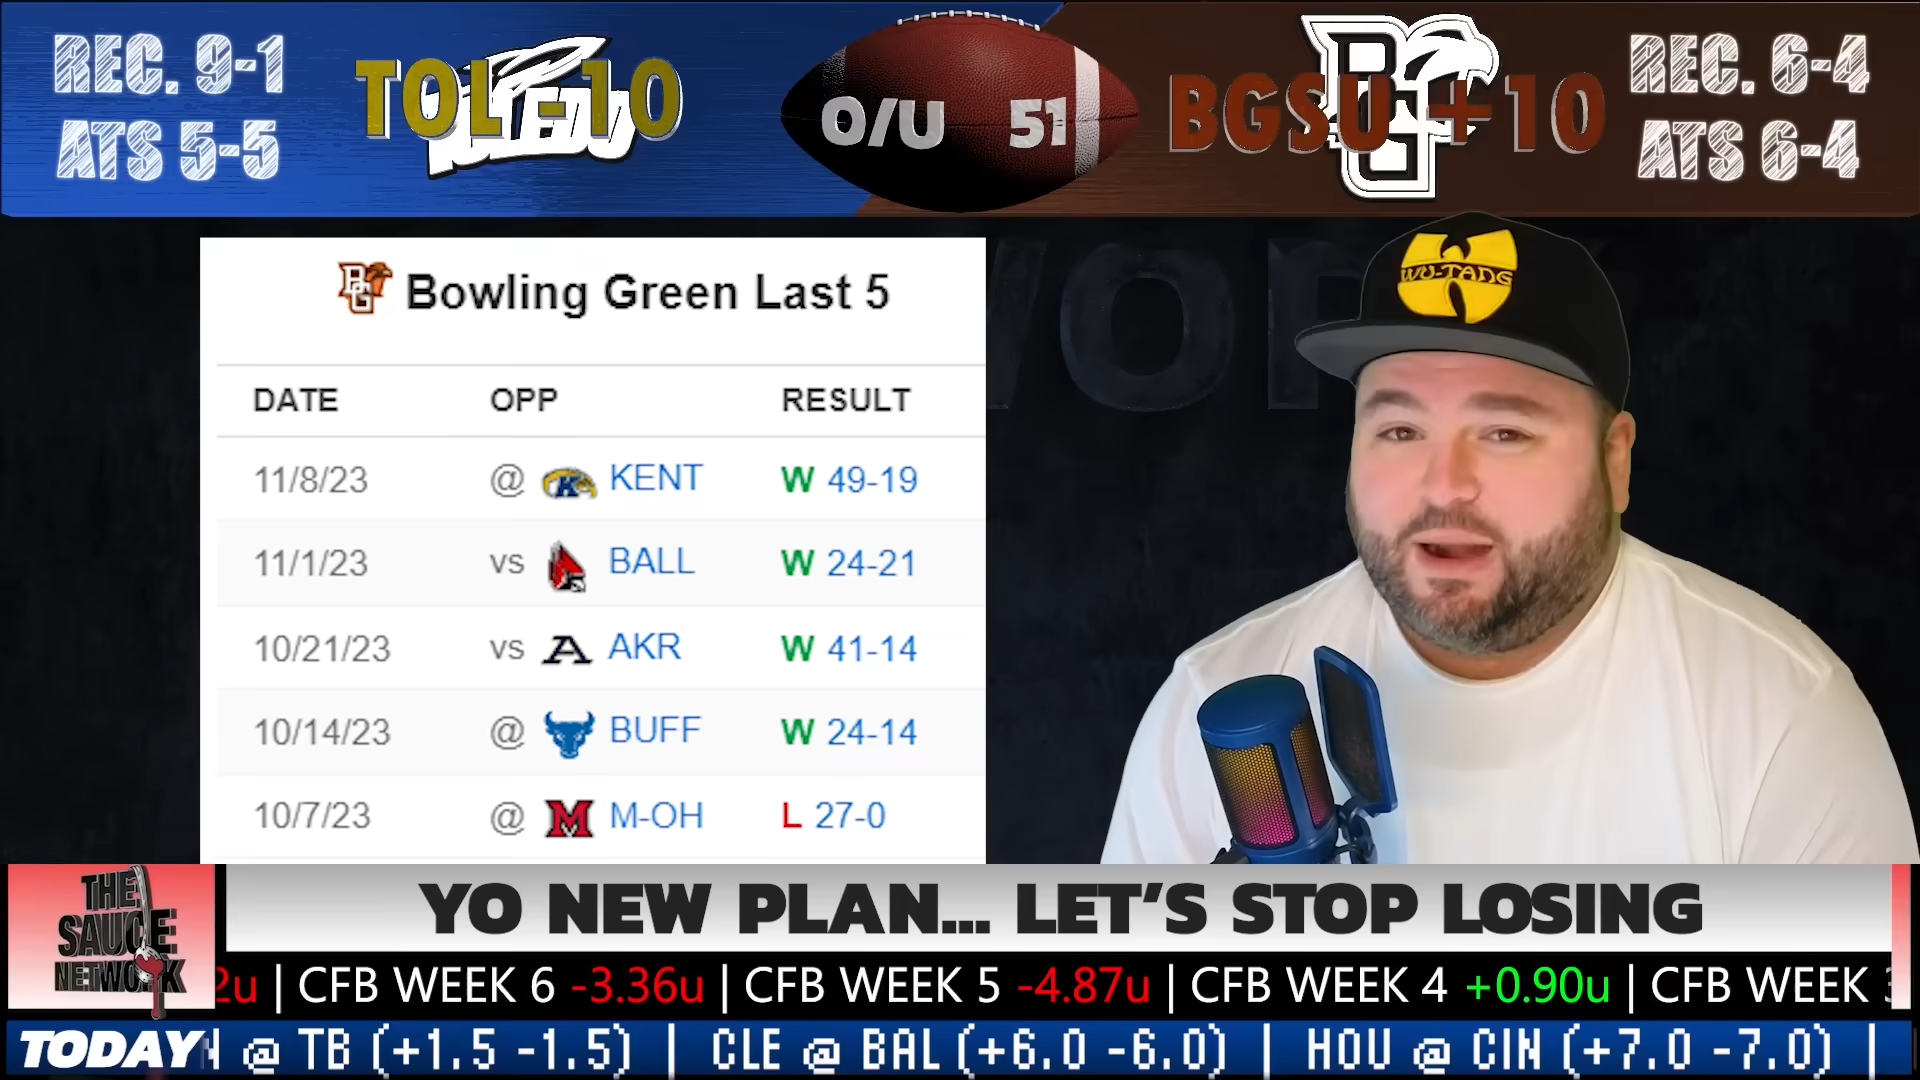 REC. 9-1
ATS 5-5
TOL -10
TOLEDO
O/U 51
BGSU +10
BG
REC. 6-4
ATS 6-4
WU-TANG
BG Bowling Green Last 5
DATE OPP RESULT
11/8/23 @ K KENT W 49-19
11/1/23 vs BALL W 24-21
10/21/23 vs A AKR W 41-14
10/14/23 @ BUFF W 24-14
10/7/23 @ M M-OH L 27-0
THE
SAUCE
NETWORK
YO NEW PLAN... LET'S STOP LOSING
2u | CFB WEEK 6 -3.36u | CFB WEEK 5 -4.87u | CFB WEEK 4 +0.90u | CFB WEEK
TODAY @ TB (+1.5 -1.5) | CLE @ BAL (+6.0 -6.0) | HOU @ CIN (+7.0 -7.0) |